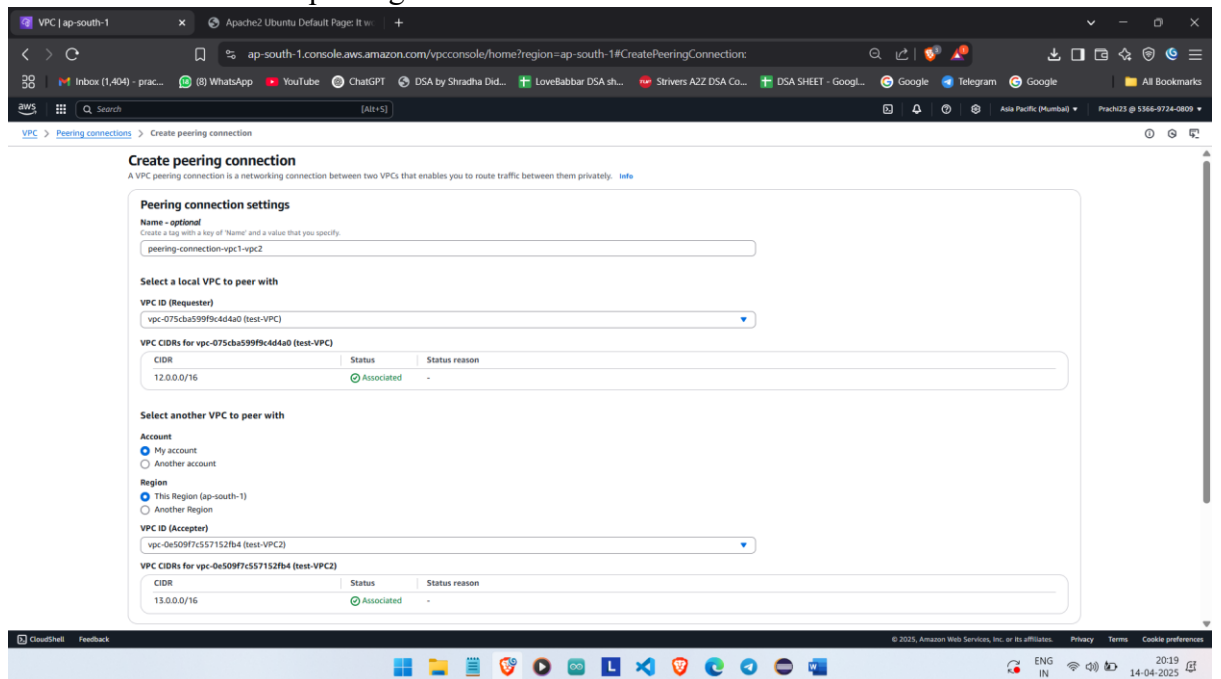 VPC | ap-south-1
Apache2 Ubuntu Default Page: It wo
ap-south-1.console.aws.amazon.com/vpcconsole/home?region=ap-south-1#CreatePeeringConnection:
Inbox (1,404) - prac... (8) WhatsApp YouTube ChatGPT DSA by Shradha Did... LoveBabbar DSA sh... Strivers A2Z DSA Co... DSA SHEET - Googl... Google Telegram Google All Bookmarks
aws Search [Alt+S] Asia Pacific (Mumbai) Prachi23 @ 5366-9724-0809
VPC > Peering connections > Create peering connection
Create peering connection
A VPC peering connection is a networking connection between two VPCs that enables you to route traffic between them privately. Info
Peering connection settings
Name - optional
Create a tag with a key of 'Name' and a value that you specify.
peering-connection-vpc1-vpc2
Select a local VPC to peer with
VPC ID (Requester)
vpc-075cba599f9c4d4a0 (test-VPC)
VPC CIDRs for vpc-075cba599f9c4d4a0 (test-VPC)
CIDR Status Status reason
12.0.0.0/16 Associated -
Select another VPC to peer with
Account
My account
Another account
Region
This Region (ap-south-1)
Another Region
VPC ID (Accepter)
vpc-0e509f7c557152fb4 (test-VPC2)
VPC CIDRs for vpc-0e509f7c557152fb4 (test-VPC2)
CIDR Status Status reason
13.0.0.0/16 Associated -
CloudShell Feedback © 2025, Amazon Web Services, Inc. or its affiliates. Privacy Terms Cookie preferences
ENG
IN
20:19
14-04-2025